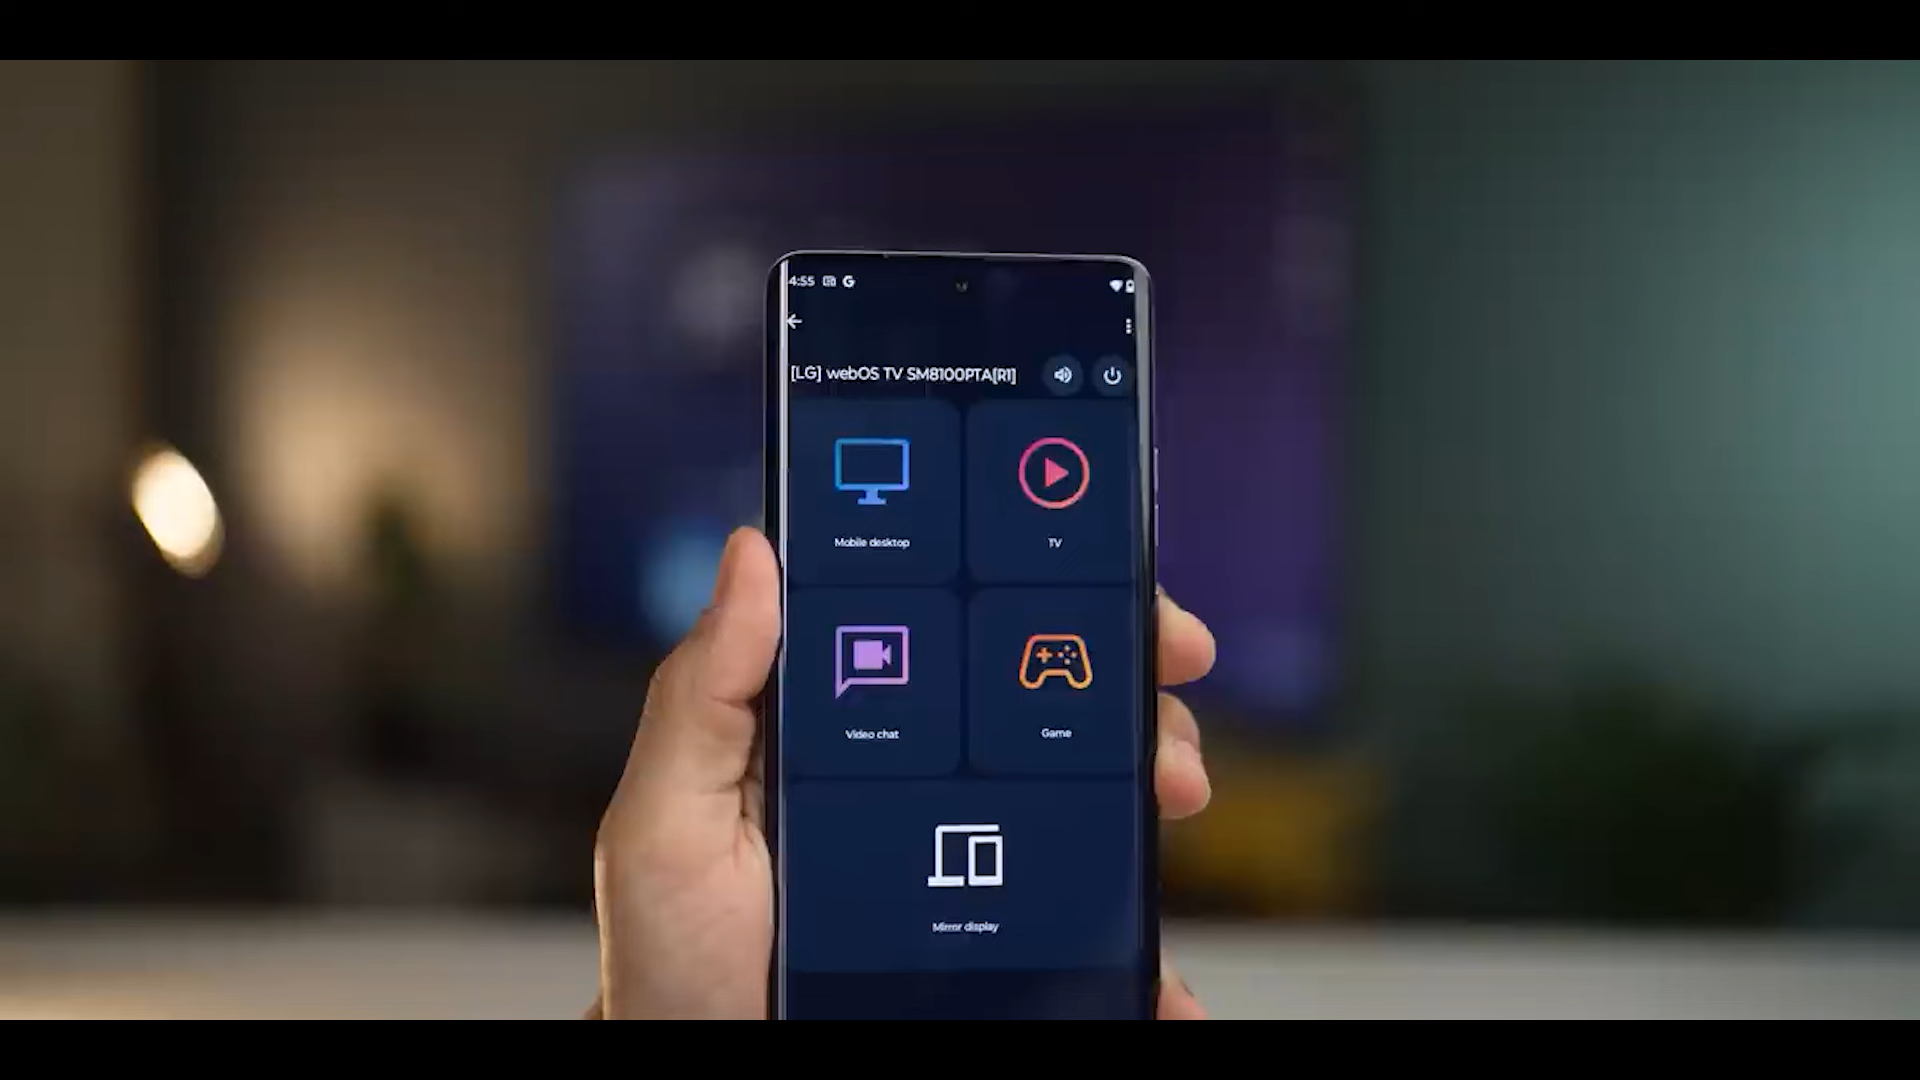 4:55
[LG] webOS TV SM8100PTA[R1]
Mobile desktop
TV
Video chat
Game
Mirror display